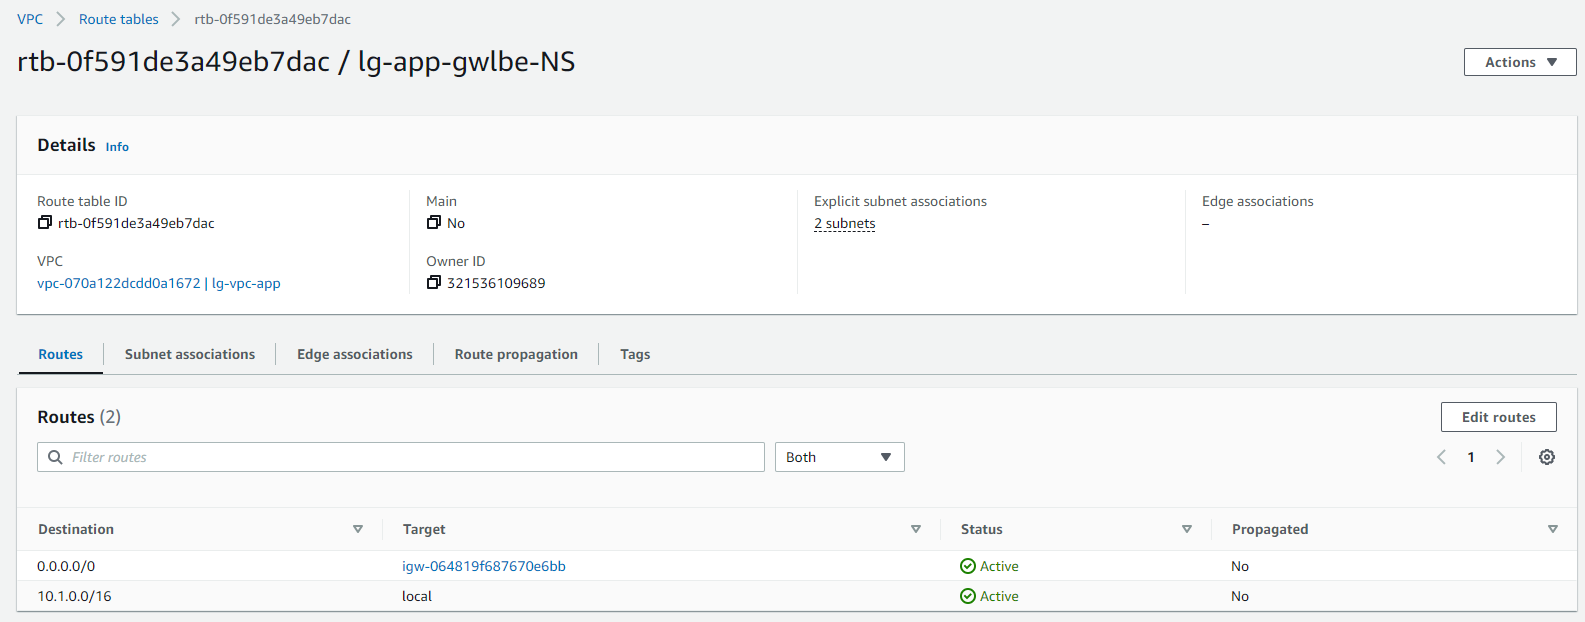 VPC > Route tables > rtb-0f591de3a49eb7dac
rtb-0f591de3a49eb7dac / lg-app-gwlbe-NS
Actions
Details Info
Route table ID
rtb-0f591de3a49eb7dac
Main
No
Explicit subnet associations
2 subnets
Edge associations
–
VPC
vpc-070a122dcdd0a1672 | lg-vpc-app
Owner ID
321536109689
Routes Subnet associations Edge associations Route propagation Tags
Routes (2)
Edit routes
Filter routes
Both
1
Destination Target Status Propagated
0.0.0.0/0 igw-064819f687670e6bb Active No
10.1.0.0/16 local Active No